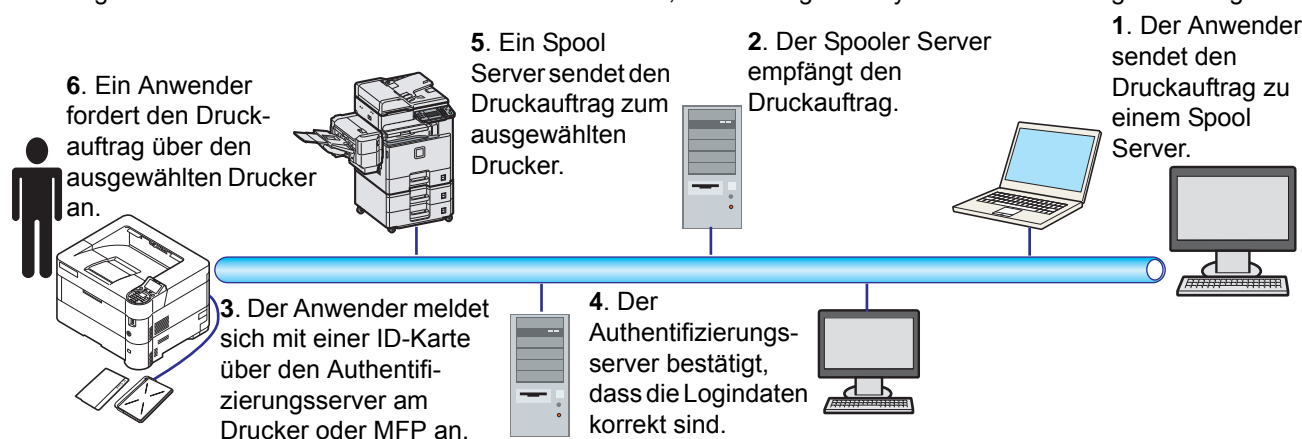 1. Der Anwender
sendet den
Druckauftrag zu
einem Spool
Server.
2. Der Spooler Server
empfängt den
Druckauftrag.
3. Der Anwender meldet
sich mit einer ID-Karte
über den Authentifi-
zierungsserver am
Drucker oder MFP an.
4. Der
Authentifizierungs-
server bestätigt,
dass die Logindaten
korrekt sind.
5. Ein Spool
Server sendet den
Druckauftrag zum
ausgewählten
Drucker.
6. Ein Anwender
fordert den Druck-
auftrag über den
ausgewählten Drucker
an.